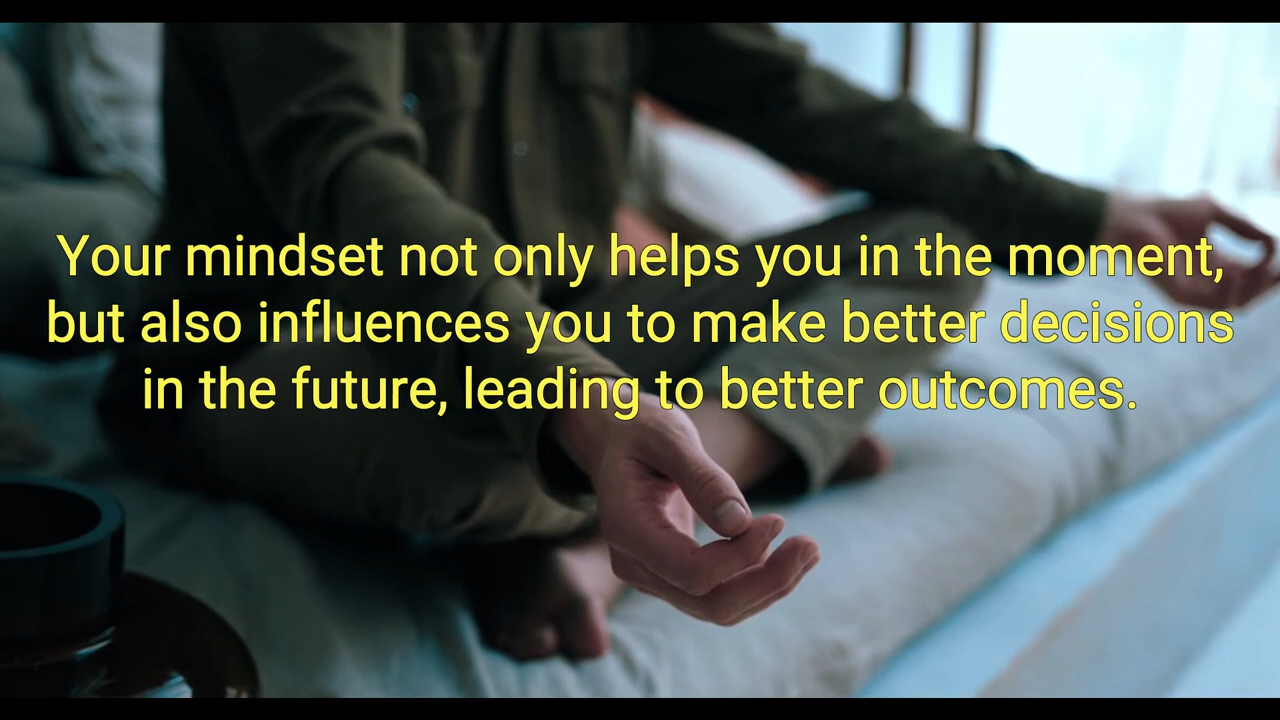 Your mindset not only helps you in the moment,
but also influences you to make better decisions
in the future, leading to better outcomes.